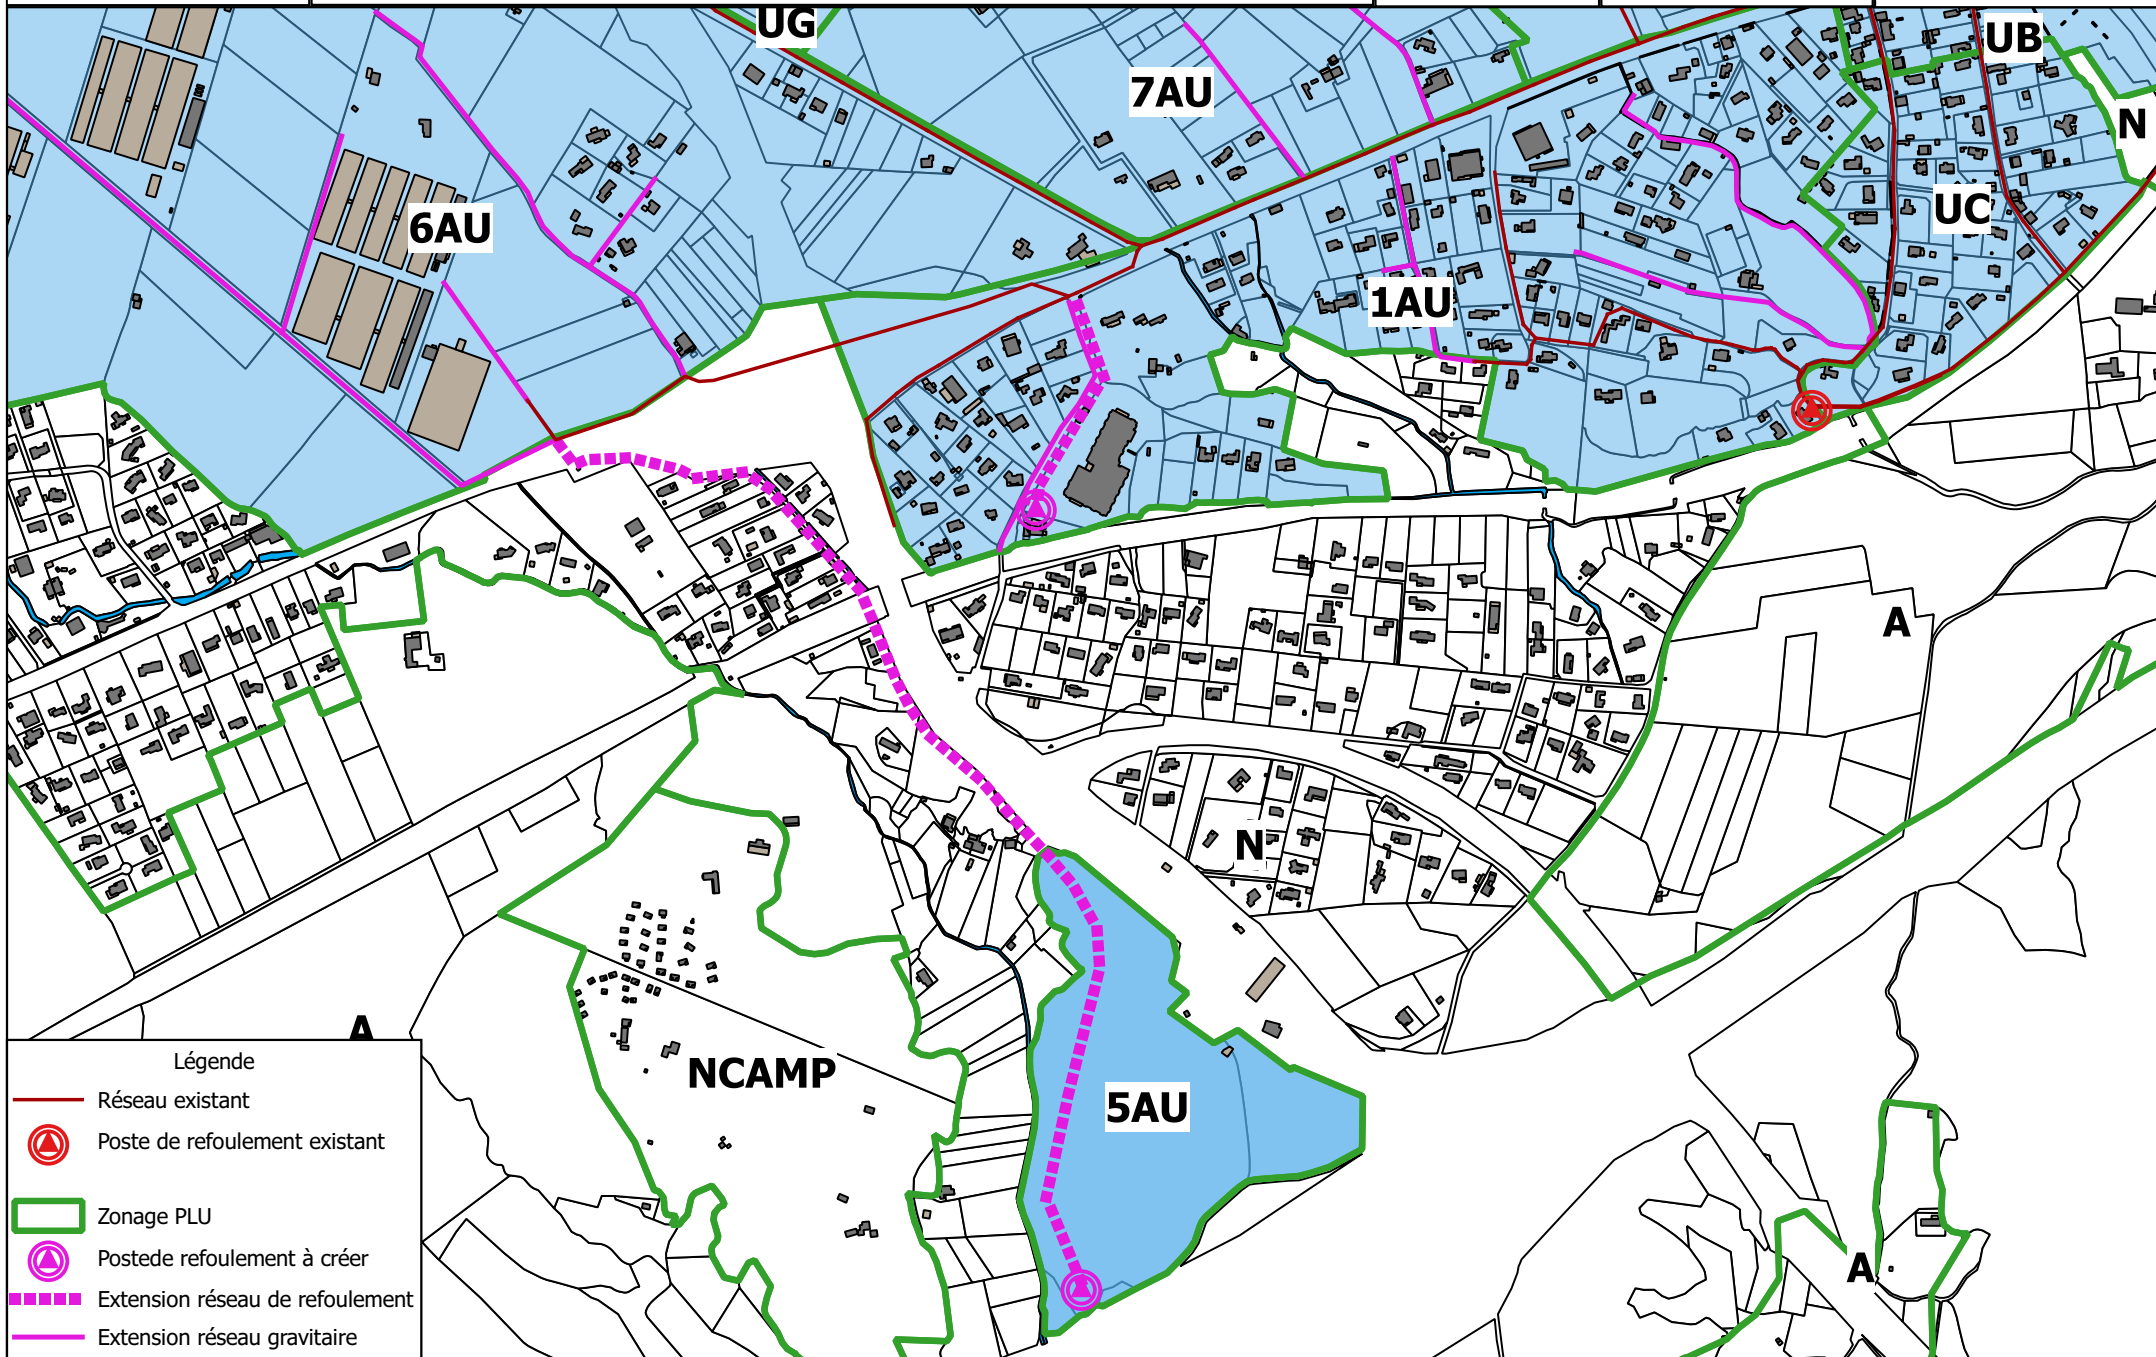 UG
UB
7AU
N
UC
6AU
1AU
A
N
A
NCAMP
5AU
A
Légende
Réseau existant
Poste de refoulement existant
Zonage PLU
Postede refoulement à créer
Extension réseau de refoulement
Extension réseau gravitaire